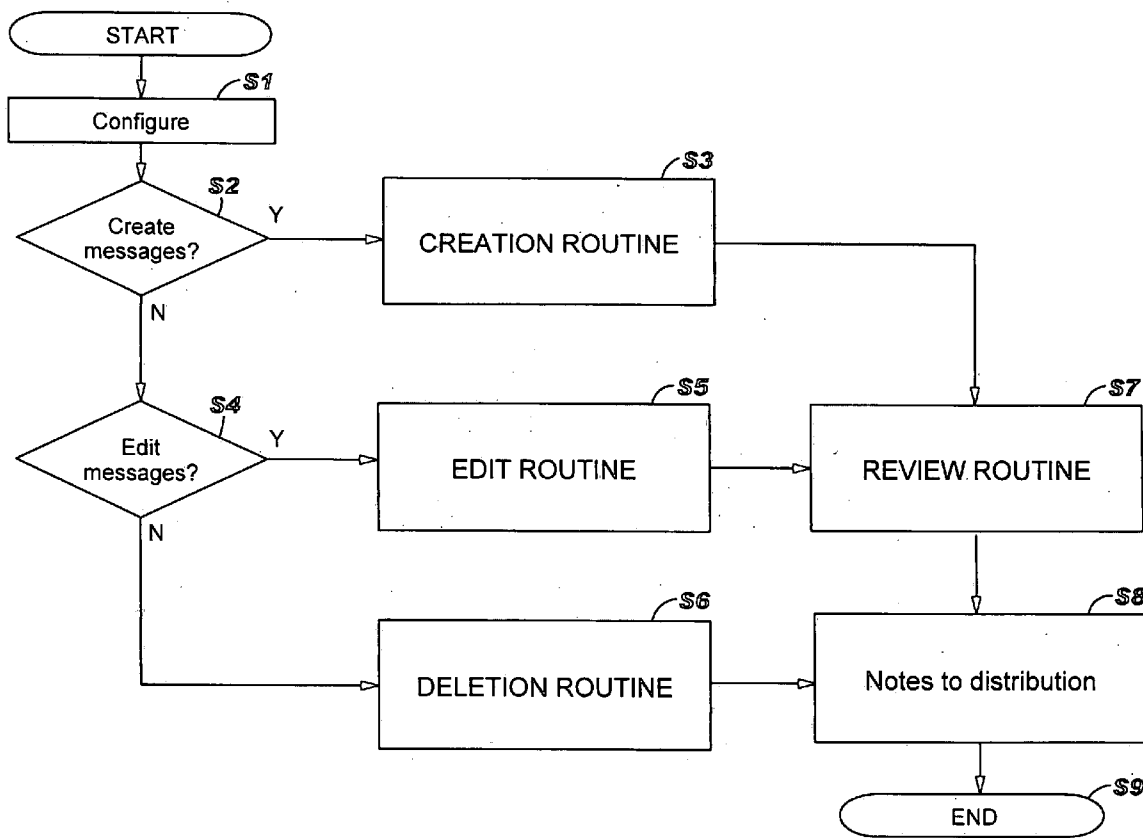 START
S1
Configure
S2
Create
messages?
Y
N
S3
CREATION ROUTINE
S4
Edit
messages?
Y
N
S5
EDIT ROUTINE
S7
REVIEW ROUTINE
S6
DELETION ROUTINE
S8
Notes to distribution
S9
END